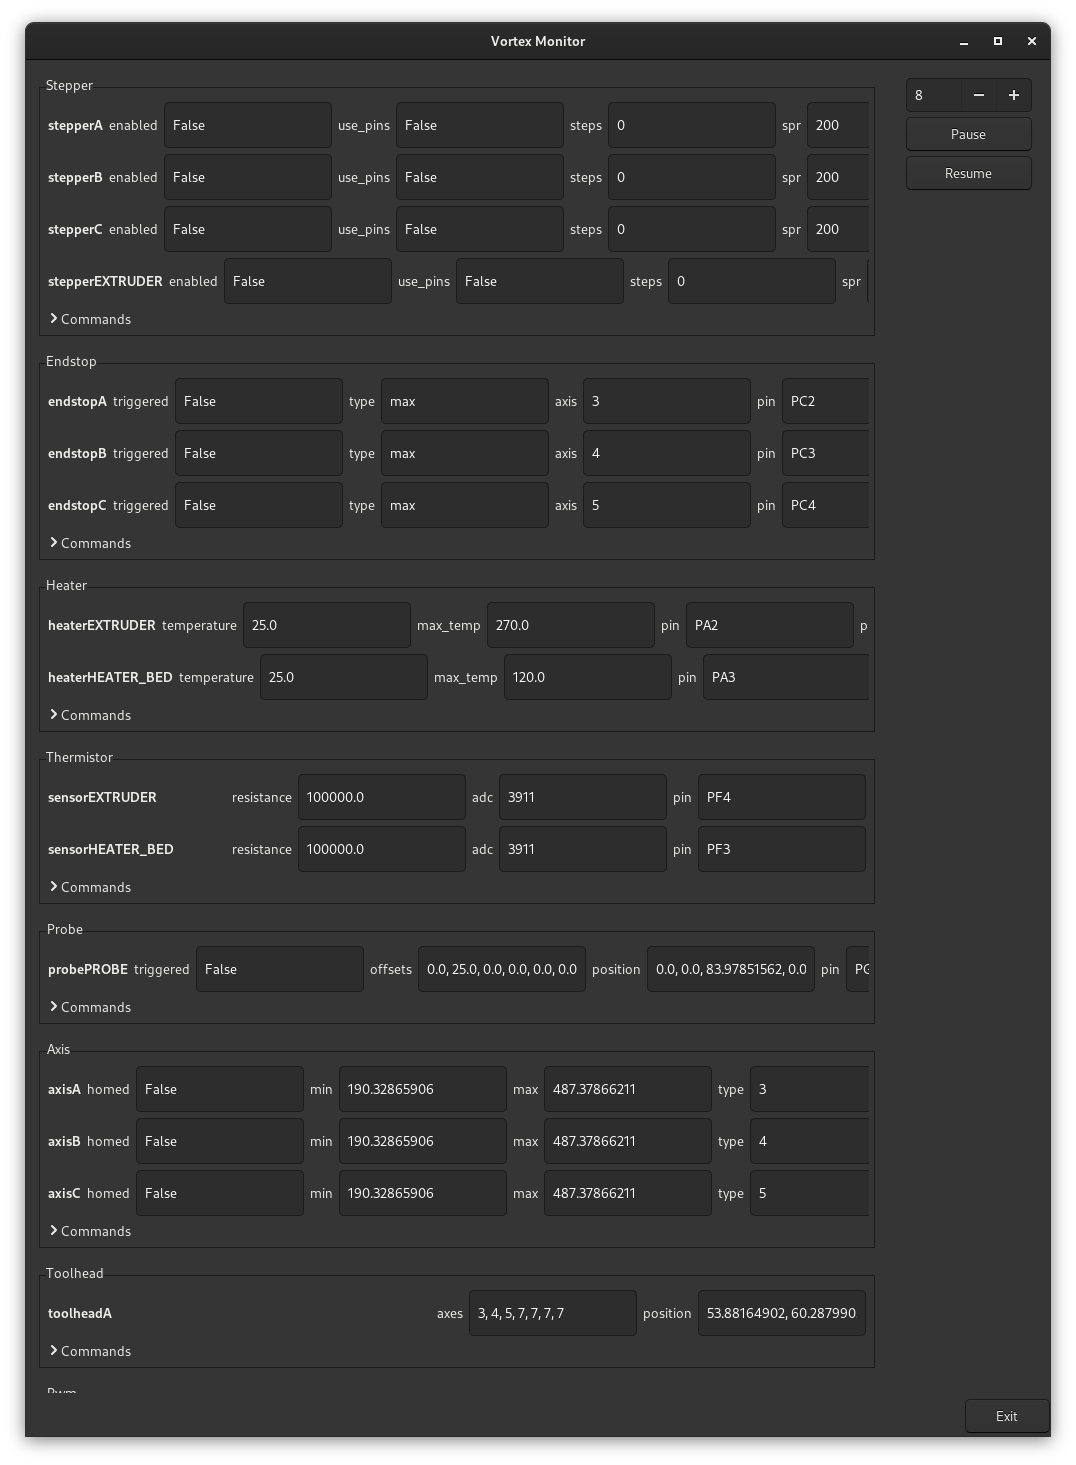 Vortex Monitor
Stepper
8
stepperA enabled False use_pins False steps 0 spr 200
Pause
stepperB enabled False use_pins False steps 0 spr 200
Resume
stepperC enabled False use_pins False steps 0 spr 200
stepperEXTRUDER enabled False use_pins False steps 0 spr
Commands
Endstop
endstopA triggered False type max axis 3 pin PC2
endstopB triggered False type max axis 4 pin PC3
endstopC triggered False type max axis 5 pin PC4
Commands
Heater
heaterEXTRUDER temperature 25.0 max_temp 270.0 pin PA2 p
heaterHEATER_BED temperature 25.0 max_temp 120.0 pin PA3
Commands
Thermistor
sensorEXTRUDER resistance 100000.0 adc 3911 pin PF4
sensorHEATER_BED resistance 100000.0 adc 3911 pin PF3
Commands
Probe
probePROBE triggered False offsets 0.0, 25.0, 0.0, 0.0, 0.0, 0.0 position 0.0, 0.0, 83.97851562, 0.0 pin
Commands
Axis
axisA homed False min 190.32865906 max 487.37866211 type 3
axisB homed False min 190.32865906 max 487.37866211 type 4
axisC homed False min 190.32865906 max 487.37866211 type 5
Commands
Toolhead
toolheadA axes 3, 4, 5, 7, 7, 7, 7 position 53.88164902, 60.287990
Commands
Pwm
Exit